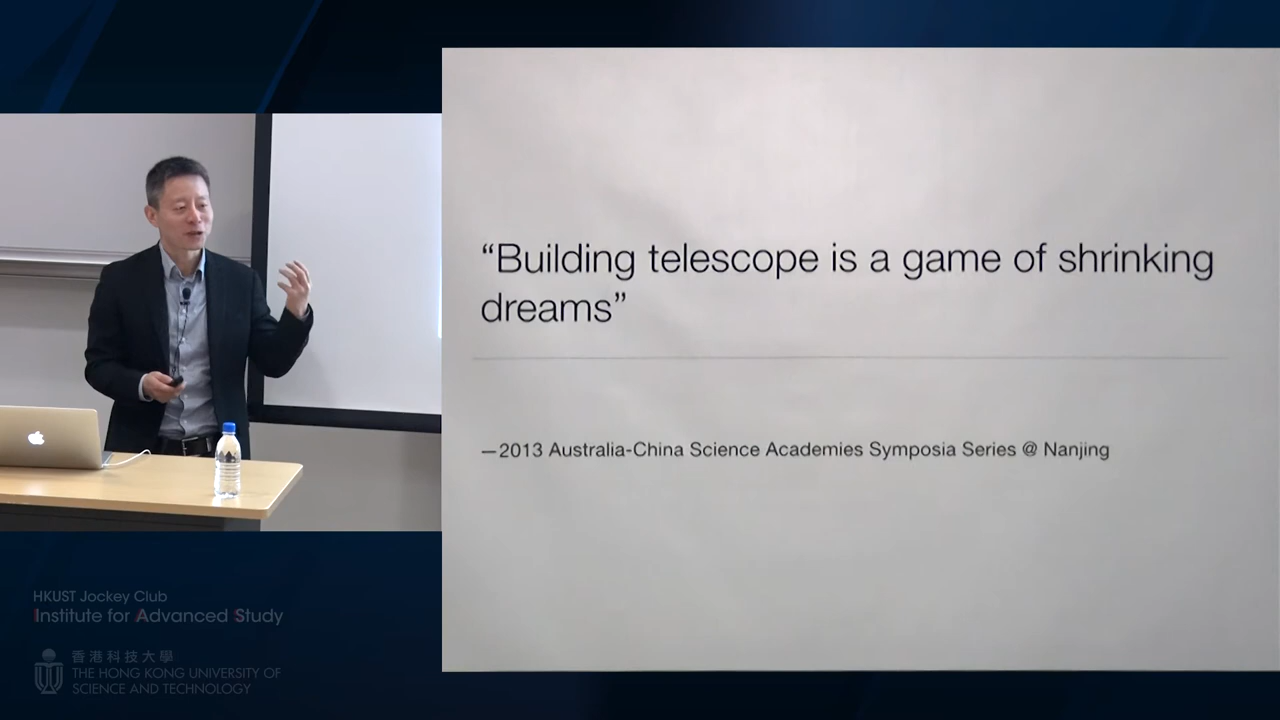 “Building telescope is a game of shrinking
dreams”
—2013 Australia-China Science Academies Symposia Series @ Nanjing
HKUST Jockey Club
Institute for Advanced Study
香港科技大學
THE HONG KONG UNIVERSITY OF
SCIENCE AND TECHNOLOGY